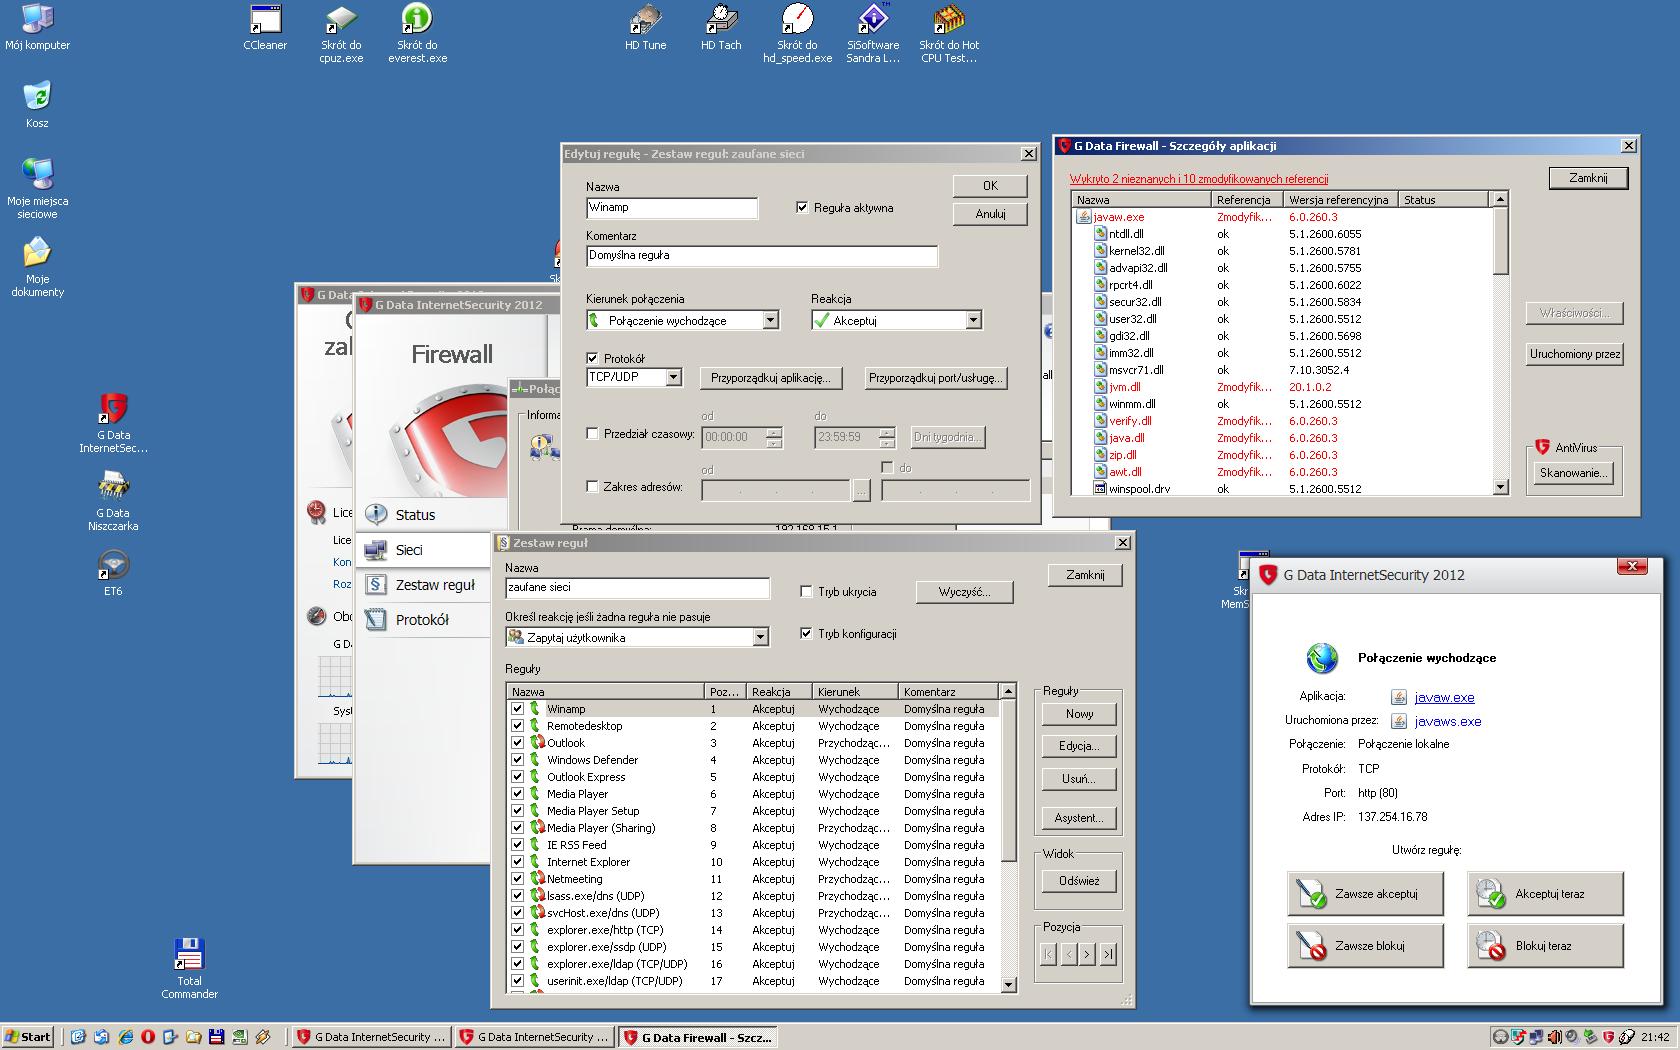 Mój komputer
Kosz
Moje miejsca
sieciowe
Moje
dokumenty
CCleaner
Skrót do
cpuz.exe
Skrót do
everest.exe
HD Tune
HD Tach
Skrót do
hd_speed.exe
SiSoftware
Sandra L...
Skrót do Hot
CPU Test...
G Data
InternetSec...
G Data
Niszczarka
ET6
Total
Commander
G Data InternetSecurity 2012
Firewall
Status
Sieci
Zestaw reguł
Protokół
Edytuj regułę - Zestaw reguł: zaufane sieci
Nazwa
Winamp
Reguła aktywna
OK
Anuluj
Komentarz
Domyślna reguła
Kierunek połączenia
Reakcja
Połączenie wychodzące
Akceptuj
Protokół
TCP/UDP
Przyporządkuj aplikację...
Przyporządkuj port/usługę...
od
do
Przedział czasowy:
00:00:00
23:59:59
Dni tygodnia...
od
do
Zakres adresów:
...
Zestaw reguł
Nazwa
zaufane sieci
Tryb ukrycia
Wyczyść...
Zamknij
Określ reakcję jeśli żadna reguła nie pasuje
Zapytaj użytkownika
Tryb konfiguracji
Reguły
Nazwa Poz... Reakcja Kierunek Komentarz
Winamp 1 Akceptuj Wychodzące Domyślna reguła
Remotedesktop 2 Akceptuj Wychodzące Domyślna reguła
Outlook 3 Akceptuj Przychodząc... Domyślna reguła
Windows Defender 4 Akceptuj Wychodzące Domyślna reguła
Outlook Express 5 Akceptuj Wychodzące Domyślna reguła
Media Player 6 Akceptuj Wychodzące Domyślna reguła
Media Player Setup 7 Akceptuj Wychodzące Domyślna reguła
Media Player (Sharing) 8 Akceptuj Przychodząc... Domyślna reguła
IE RSS Feed 9 Akceptuj Wychodzące Domyślna reguła
Internet Explorer 10 Akceptuj Wychodzące Domyślna reguła
Netmeeting 11 Akceptuj Przychodząc... Domyślna reguła
lsass.exe/dns (UDP) 12 Akceptuj Przychodząc... Domyślna reguła
svcHost.exe/dns (UDP) 13 Akceptuj Przychodząc... Domyślna reguła
explorer.exe/http (TCP) 14 Akceptuj Wychodzące Domyślna reguła
explorer.exe/ssdp (UDP) 15 Akceptuj Wychodzące Domyślna reguła
explorer.exe/ldap (TCP/UDP) 16 Akceptuj Wychodzące Domyślna reguła
userinit.exe/ldap (TCP/UDP) 17 Akceptuj Wychodzące Domyślna reguła
Reguły
Nowy
Edycja...
Usuń...
Asystent...
Widok
Odśwież
Pozycja
G Data Firewall - Szczegóły aplikacji
Wykryto 2 nieznanych i 10 zmodyfikowanych referencji
Zamknij
Nazwa Referencja Wersja referencyjna Status
javaw.exe Zmodyfik... 6.0.260.3
ntdll.dll ok 5.1.2600.6055
kernel32.dll ok 5.1.2600.5781
advapi32.dll ok 5.1.2600.5755
rpcrt4.dll ok 5.1.2600.6022
secur32.dll ok 5.1.2600.5834
user32.dll ok 5.1.2600.5512
gdi32.dll ok 5.1.2600.5698
imm32.dll ok 5.1.2600.5512
msvcr71.dll ok 7.10.3052.4
jvm.dll Zmodyfik... 20.1.0.2
winmm.dll ok 5.1.2600.5512
verify.dll Zmodyfik... 6.0.260.3
java.dll Zmodyfik... 6.0.260.3
zip.dll Zmodyfik... 6.0.260.3
awt.dll Zmodyfik... 6.0.260.3
winspool.drv ok 5.1.2600.5512
Właściwości...
Uruchomiony przez
AntiVirus
Skanowanie...
G Data InternetSecurity 2012
Połączenie wychodzące
Aplikacja: javaw.exe
Uruchomiona przez: javaws.exe
Połączenie: Połączenie lokalne
Protokół: TCP
Port: http (80)
Adres IP: 137.254.16.78
Utwórz regułę:
Zawsze akceptuj
Akceptuj teraz
Zawsze blokuj
Blokuj teraz
Start
G Data InternetSecurity ...
G Data InternetSecurity ...
G Data Firewall - Szcz...
21:42